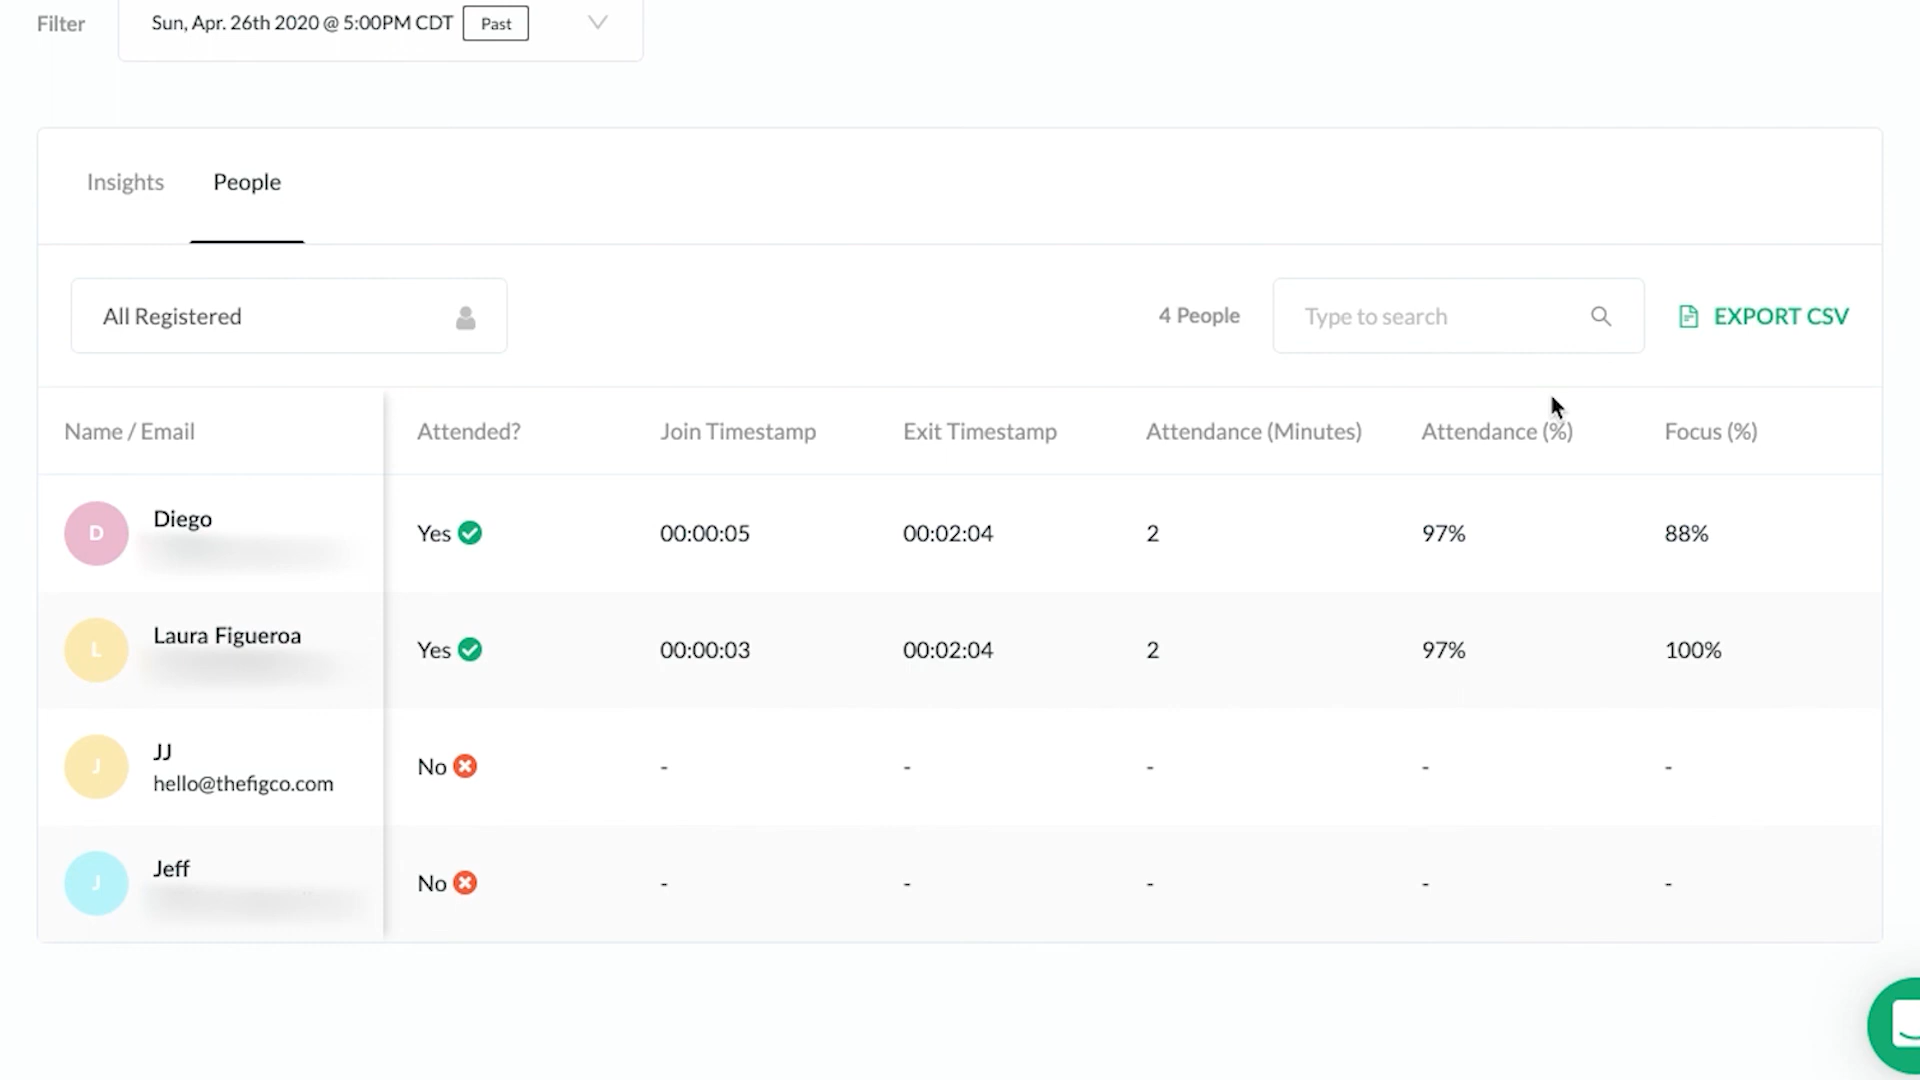 Filter
Sun, Apr. 26th 2020 @ 5:00PM CDT Past
Insights People
All Registered
4 People
Type to search
EXPORT CSV
Name / Email Attended? Join Timestamp Exit Timestamp Attendance (Minutes) Attendance (%) Focus (%)
D Diego Yes 00:00:05 00:02:04 2 97% 88%
L Laura Figueroa Yes 00:00:03 00:02:04 2 97% 100%
J JJ No - - - - -
hello@thefigco.com
J Jeff No - - - - -